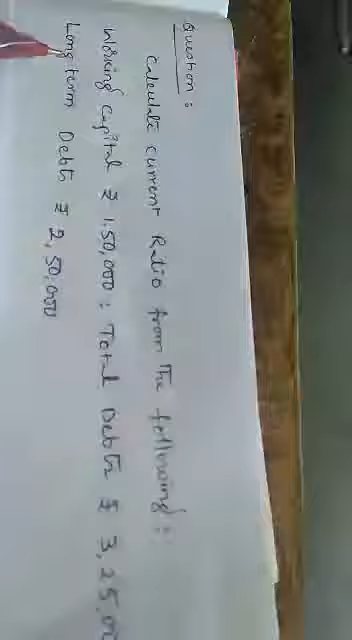 Question :
Calculate Current Ratio from The following :
Working Capital ₹ 1,50,000 ; Total Debts ₹ 3,25,00
Long term Debts ₹ 2,50,000